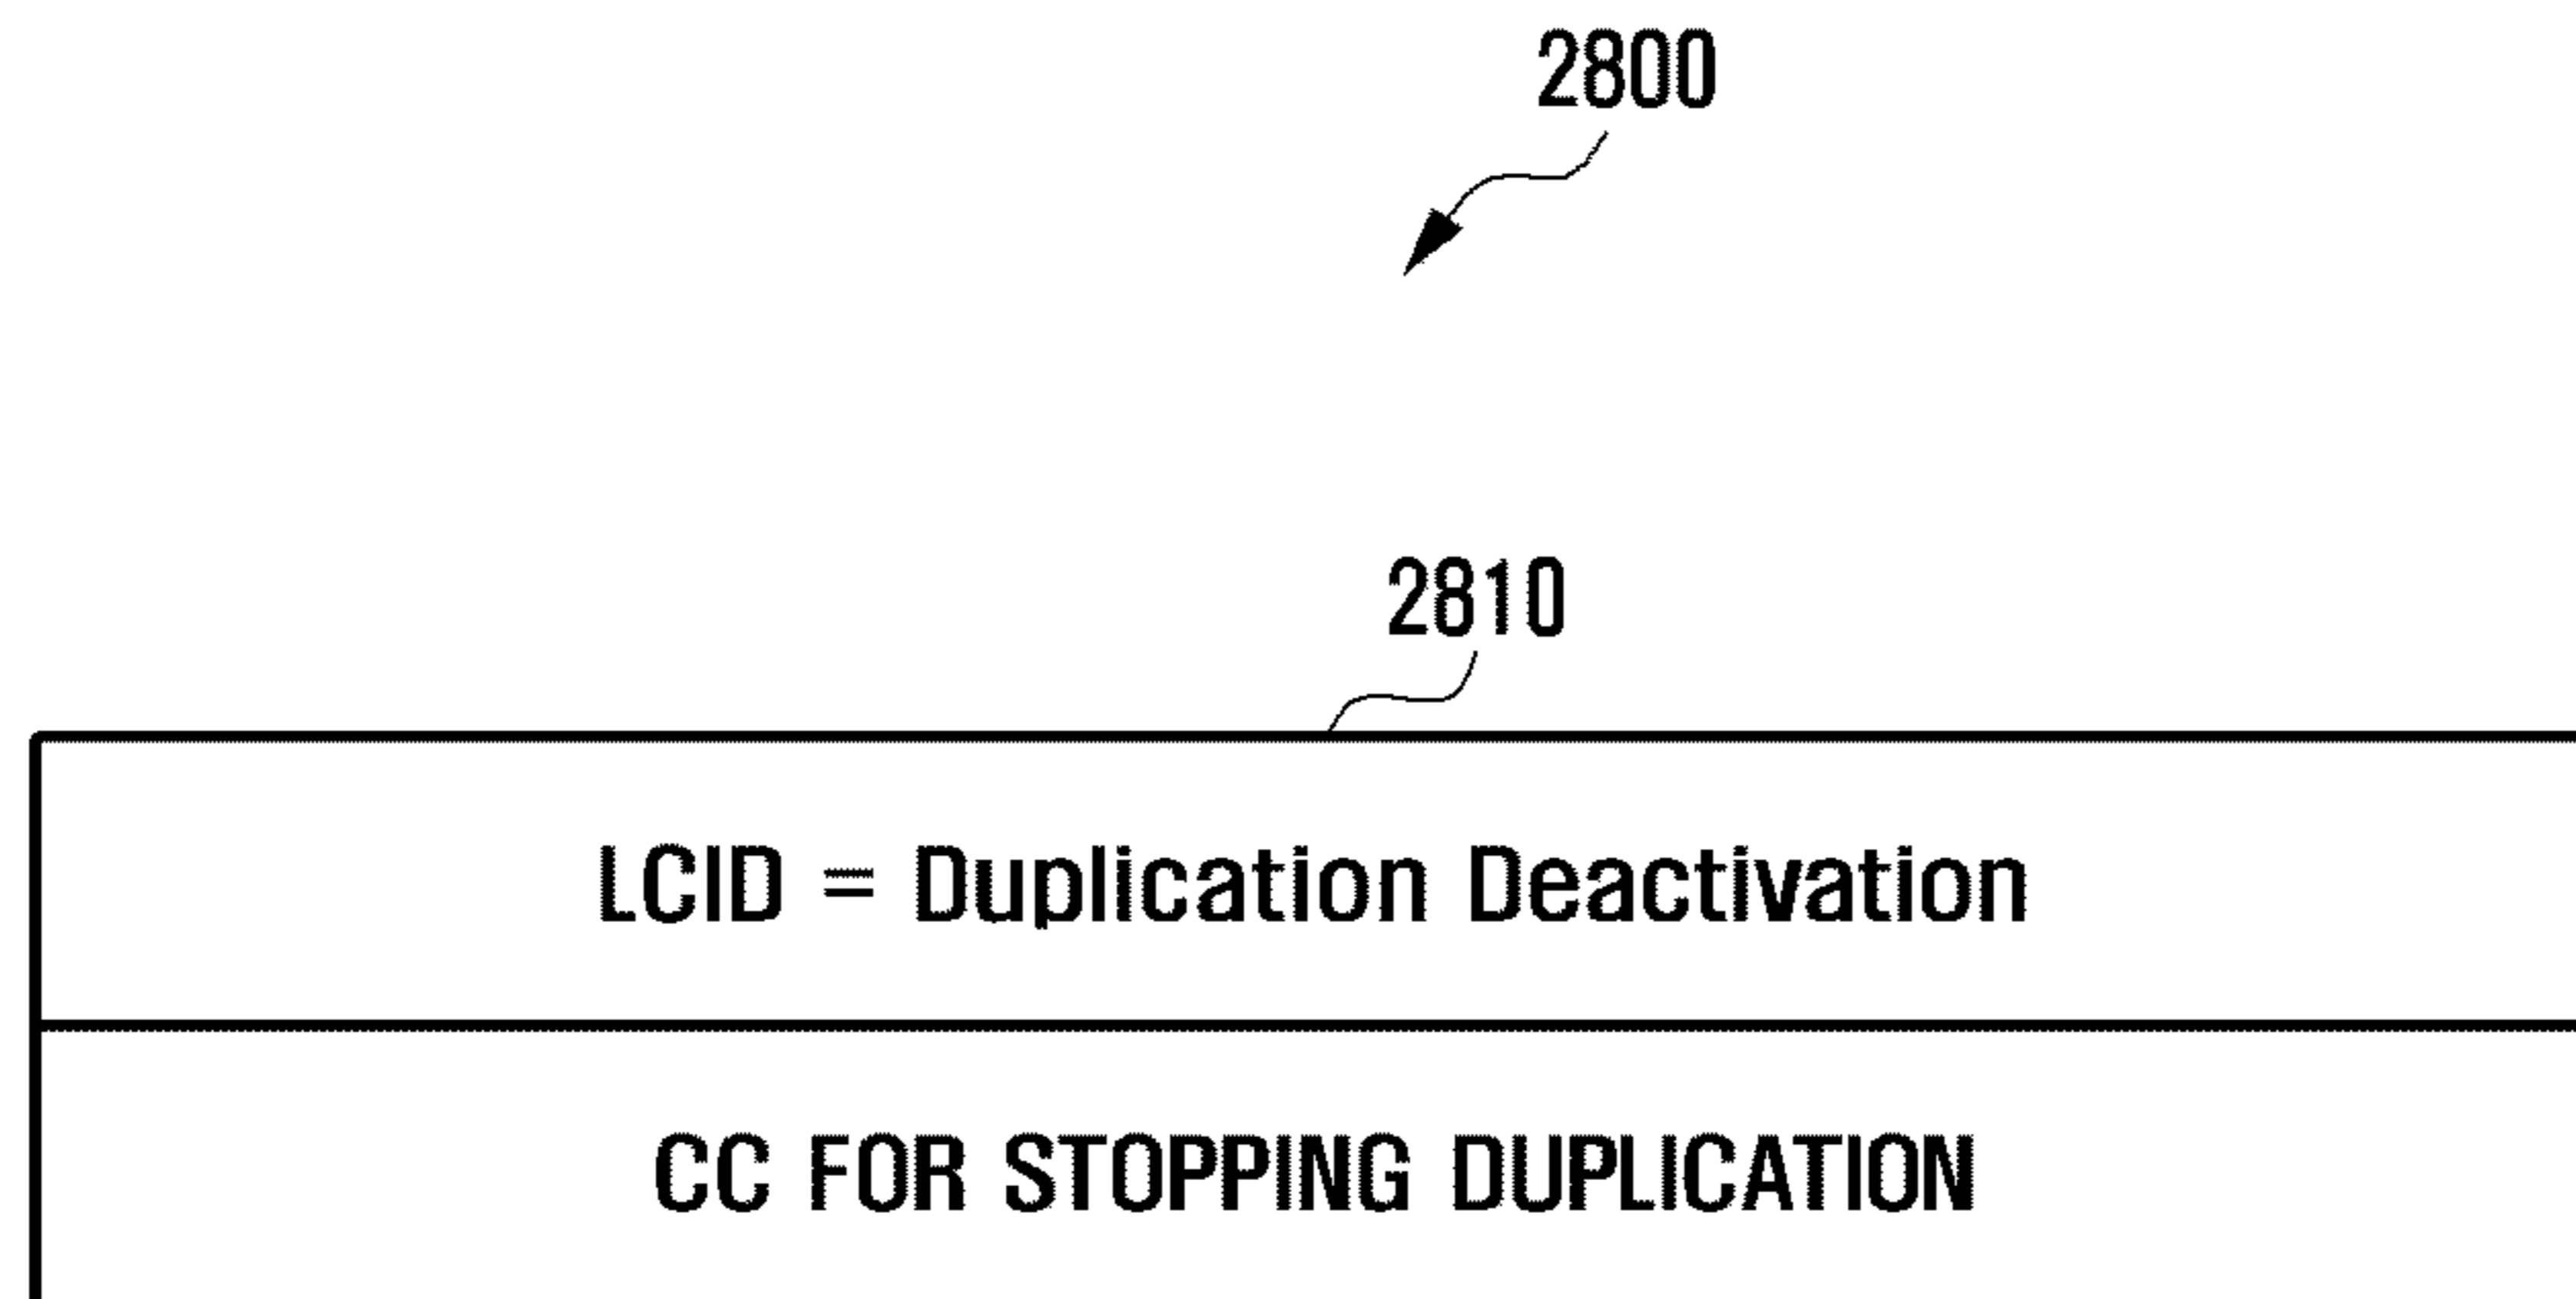 2800
2810
LCID = Duplication Deactivation
CC FOR STOPPING DUPLICATION